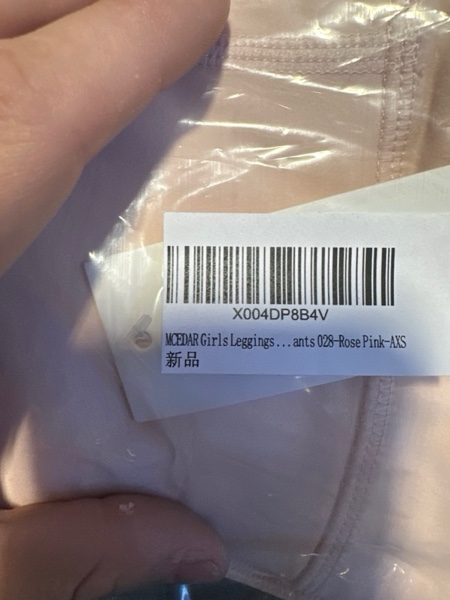 X004DP8B4V
MCEDAR Girls Leggings...ants 028-Rose Pink-AXS
新品